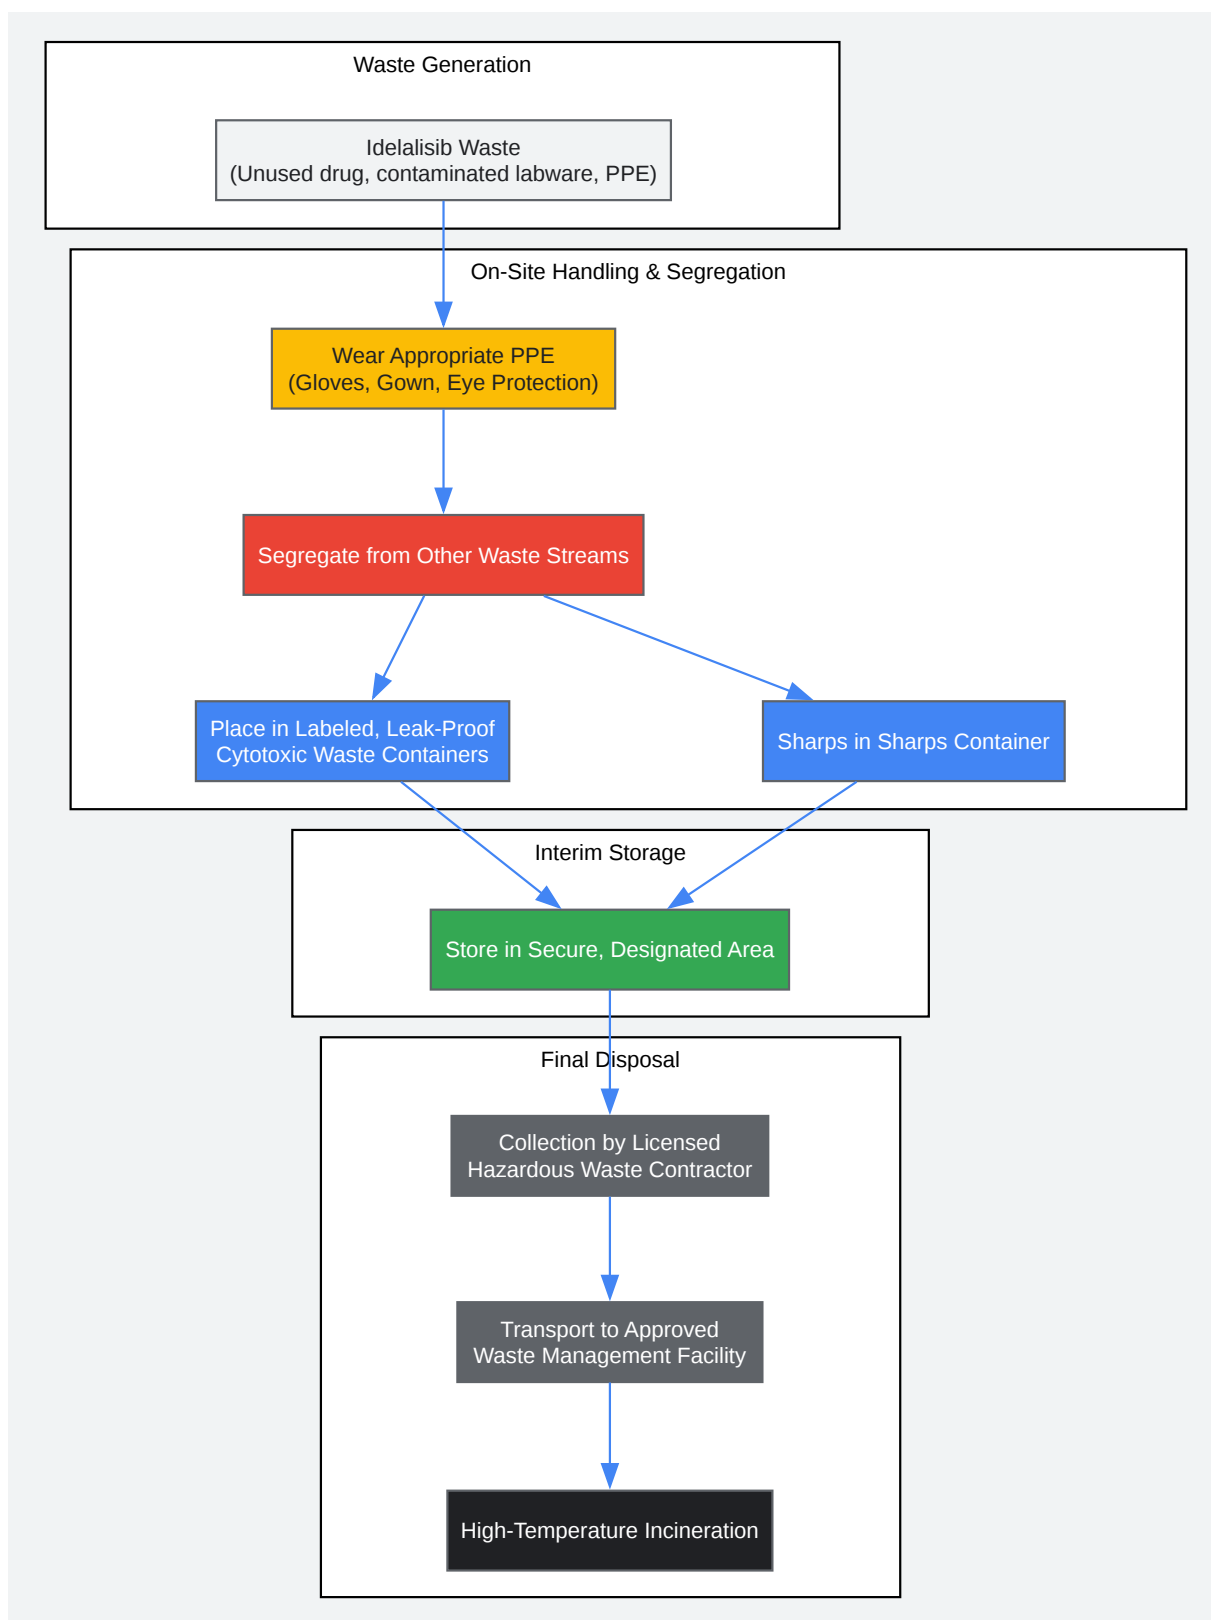 Waste Generation
Idelalisib Waste
(Unused drug, contaminated labware, PPE)
On-Site Handling & Segregation
Wear Appropriate PPE
(Gloves, Gown, Eye Protection)
Segregate from Other Waste Streams
Place in Labeled, Leak-Proof
Cytotoxic Waste Containers
Sharps in Sharps Container
Interim Storage
Store in Secure, Designated Area
Final Disposal
Collection by Licensed
Hazardous Waste Contractor
Transport to Approved
Waste Management Facility
High-Temperature Incineration